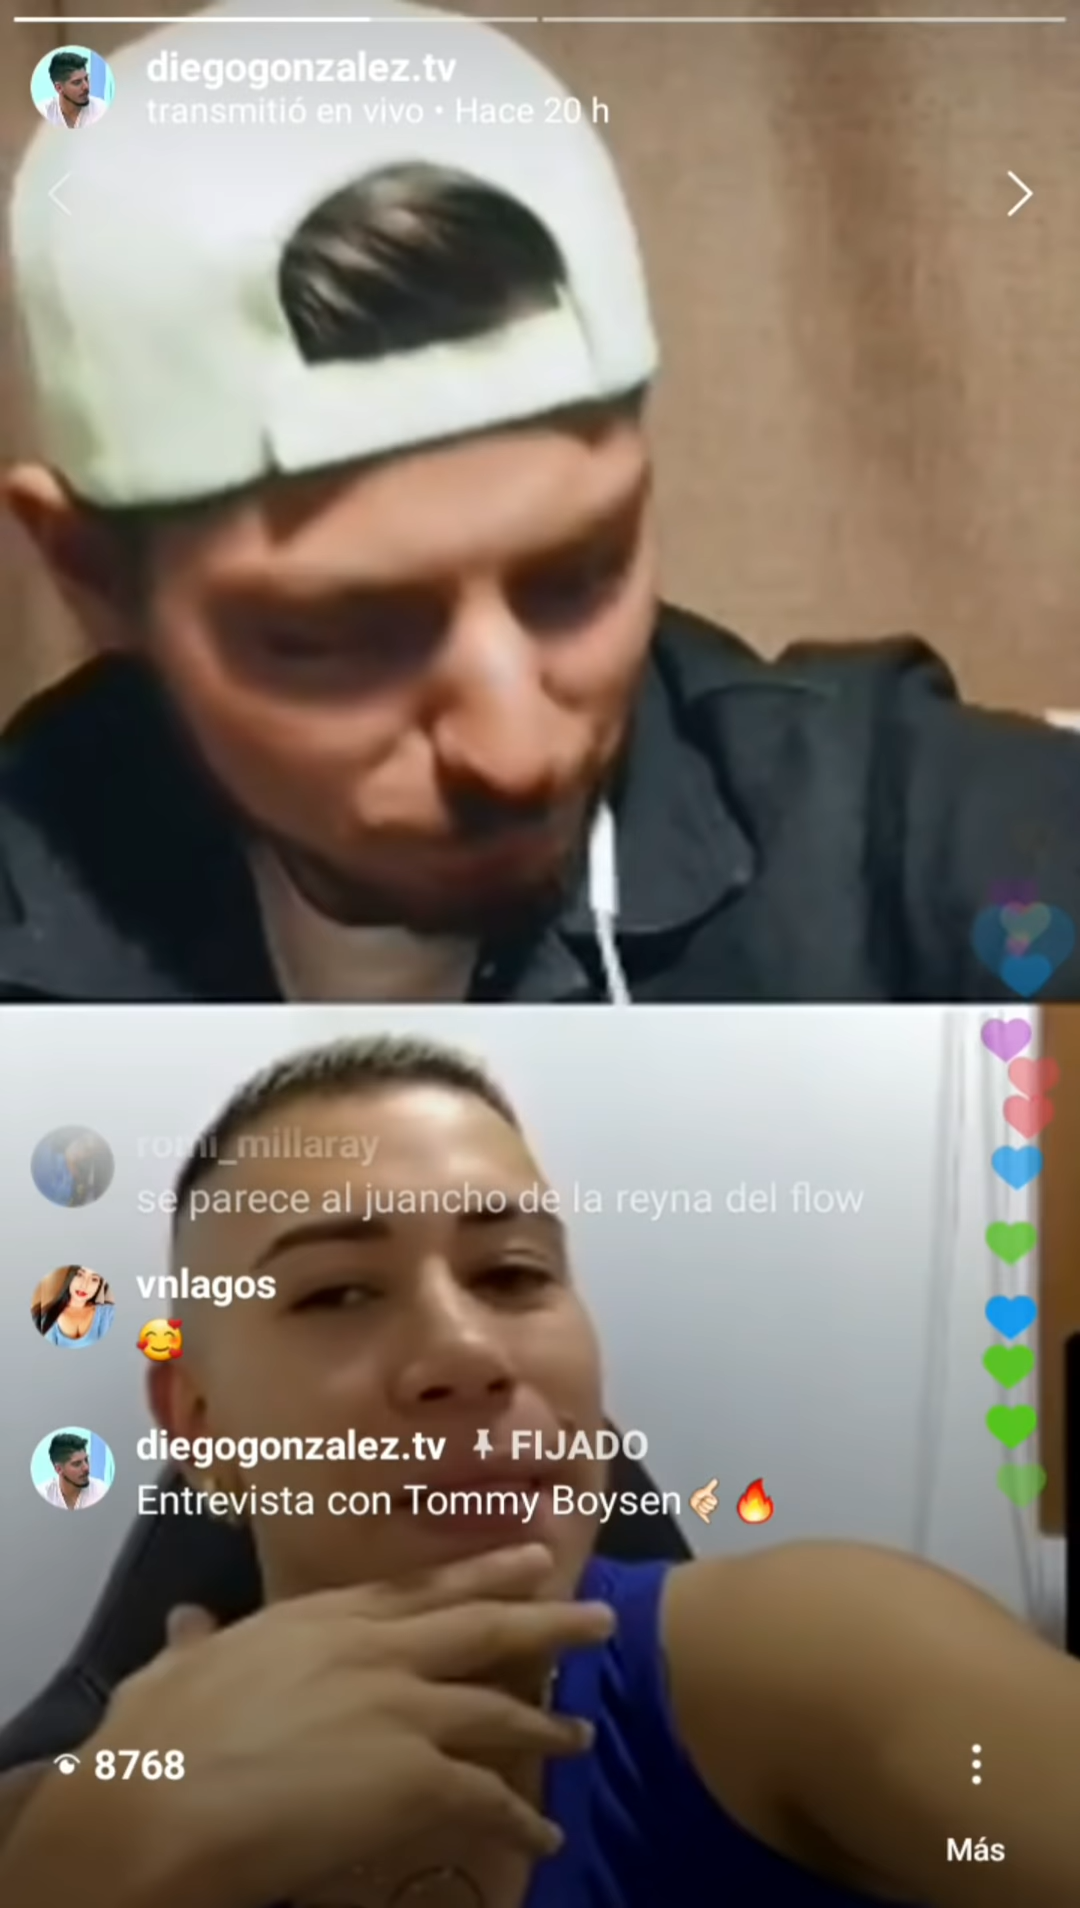 diegogonzalez.tv
transmitió en vivo • Hace 20 h
romi_millaray
se parece al juancho de la reyna del flow
vnlagos
🥰
diegogonzalez.tv FIJADO
Entrevista con Tommy Boysen🤙🏻🔥
8768
Más